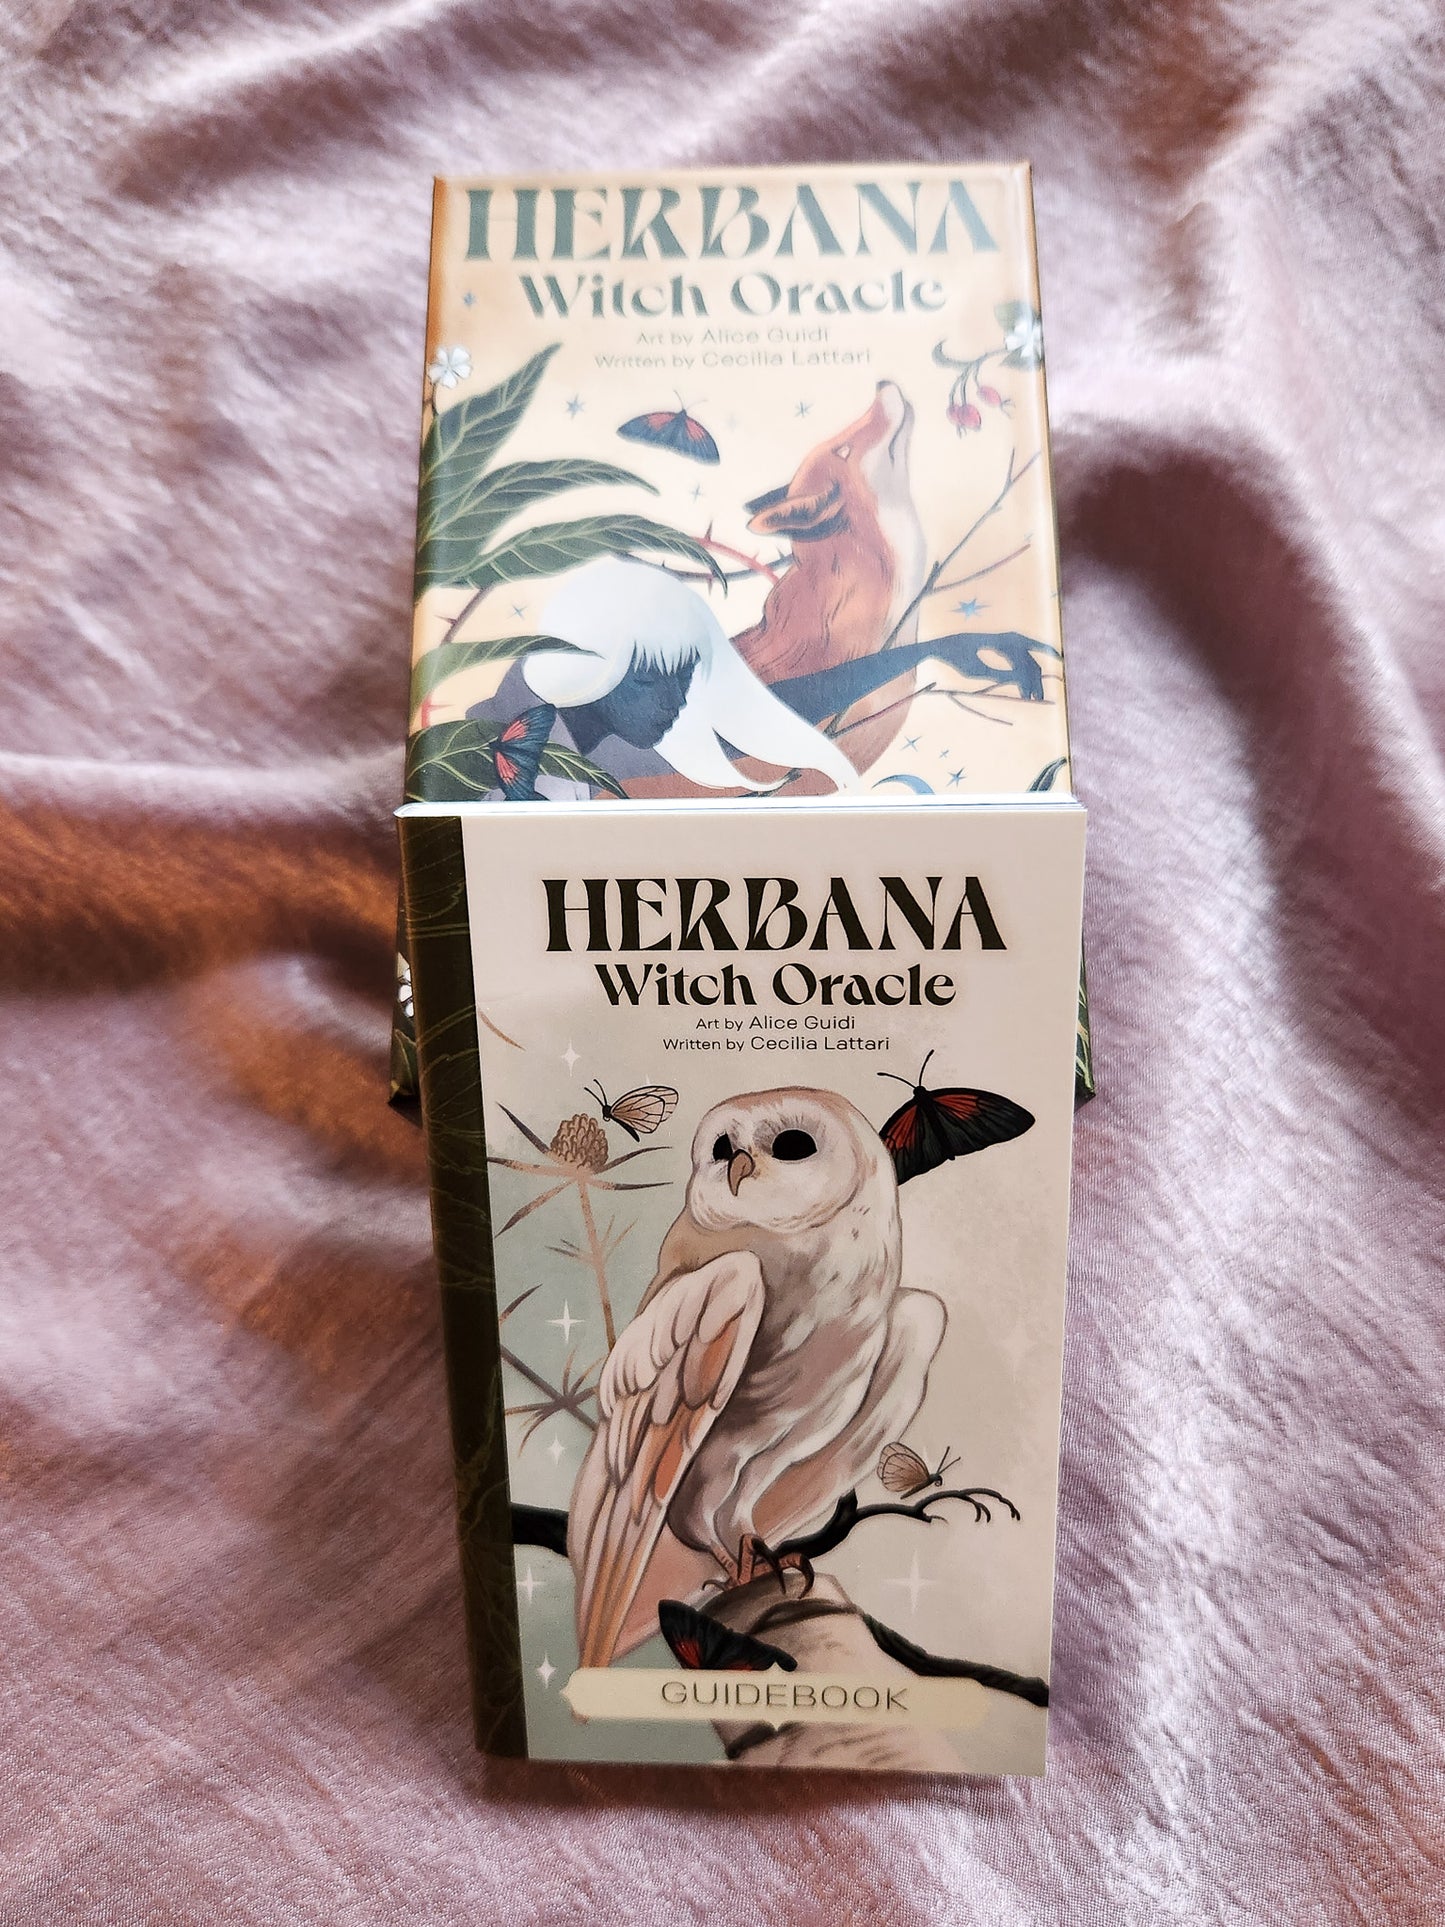 HERBANA
Witch Oracle
Art by Alice Guidi
Written by Cecilia Lattari
HERBANA
Witch Oracle
Art by Alice Guidi
Written by Cecilia Lattari
GUIDEBOOK